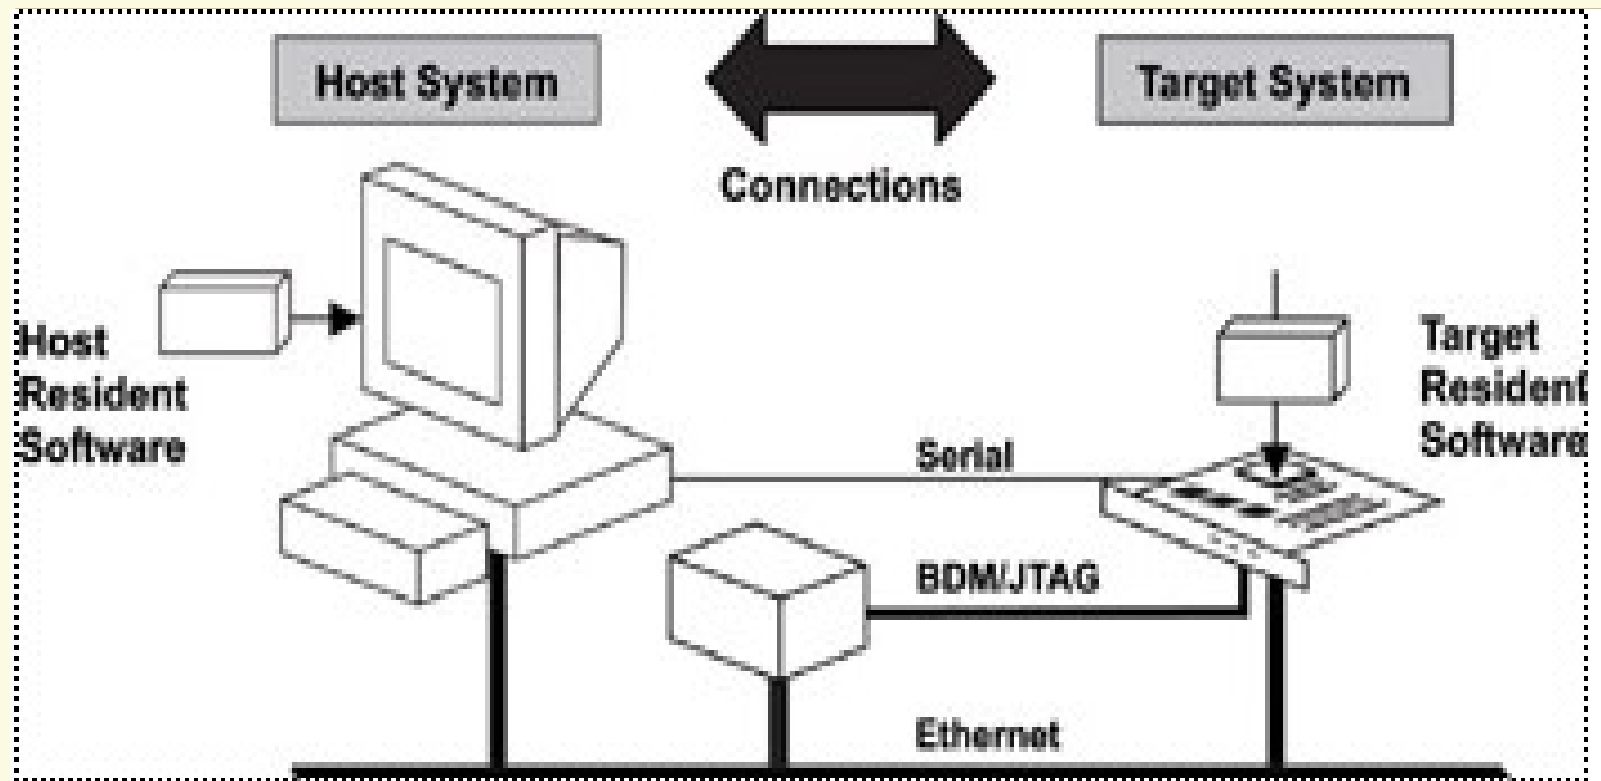 Host System
Target System
Connections
Host
Resident
Software
Target
Resident
Software
Serial
BDM/JTAG
Ethernet